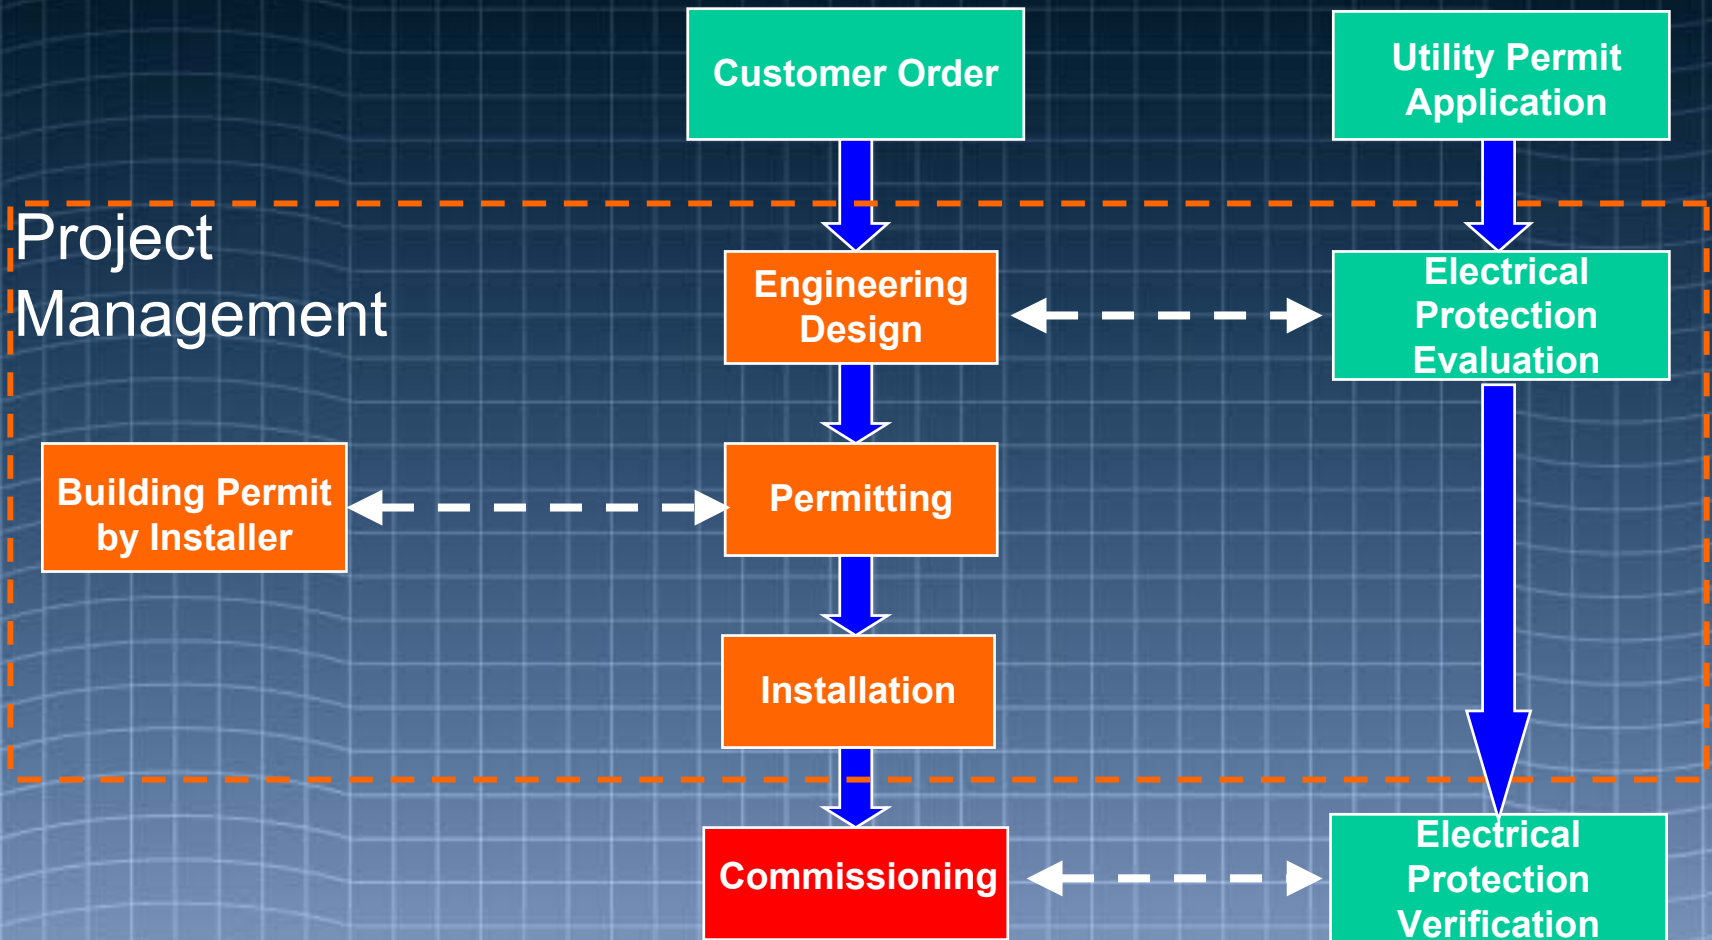 Customer Order
Utility Permit
Application
Project
Management
Engineering
Design
Electrical
Protection
Evaluation
Building Permit
by Installer
Permitting
Installation
Commissioning
Electrical
Protection
Verification